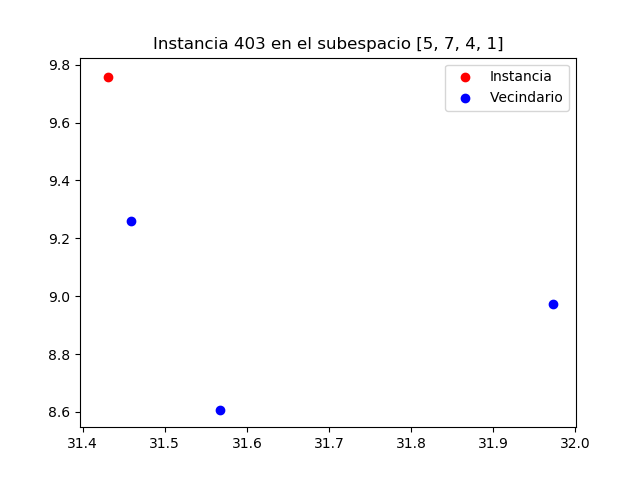 Instancia 403 en el subespacio [5, 7, 4, 1]
Instancia
Vecindario
9.8
9.6
9.4
9.2
9.0
8.8
8.6
31.4 31.5 31.6 31.7 31.8 31.9 32.0